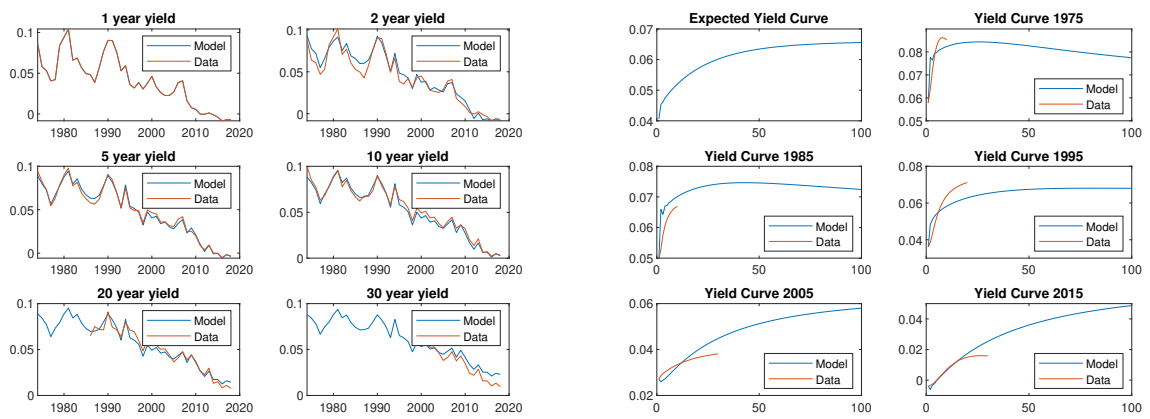 1 year yield
0.1
0.05
0
1980 1990 2000 2010 2020
Model
Data
2 year yield
0.1
0.05
0
1980 1990 2000 2010 2020
Model
Data
5 year yield
0.1
0.05
0
1980 1990 2000 2010 2020
Model
Data
10 year yield
0.1
0.05
0
1980 1990 2000 2010 2020
Model
Data
20 year yield
0.1
0.05
0
1980 1990 2000 2010 2020
Model
Data
30 year yield
0.1
0.05
0
1980 1990 2000 2010 2020
Model
Data
Expected Yield Curve
0.07
0.06
0.05
0.04
0 50 100
Yield Curve 1975
0.08
0.07
0.06
0.05
0 50 100
Model
Data
Yield Curve 1985
0.08
0.07
0.06
0.05
0 50 100
Model
Data
Yield Curve 1995
0.08
0.06
0.04
0 50 100
Model
Data
Yield Curve 2005
0.06
0.04
0.02
0 50 100
Model
Data
Yield Curve 2015
0.04
0.02
0
0 50 100
Model
Data